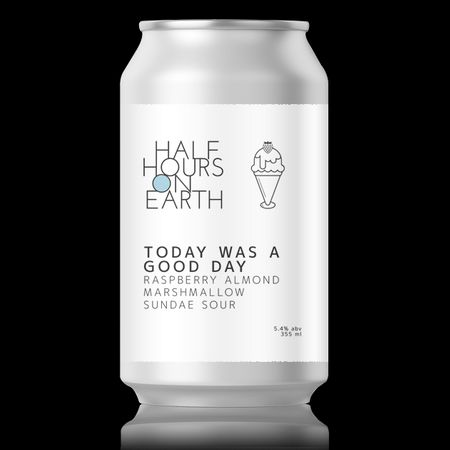 HALF
HOURS
ON
EARTH
TODAY WAS A
GOOD DAY
RASPBERRY ALMOND
MARSHMALLOW
SUNDAE SOUR
5.4% abv
355 ml